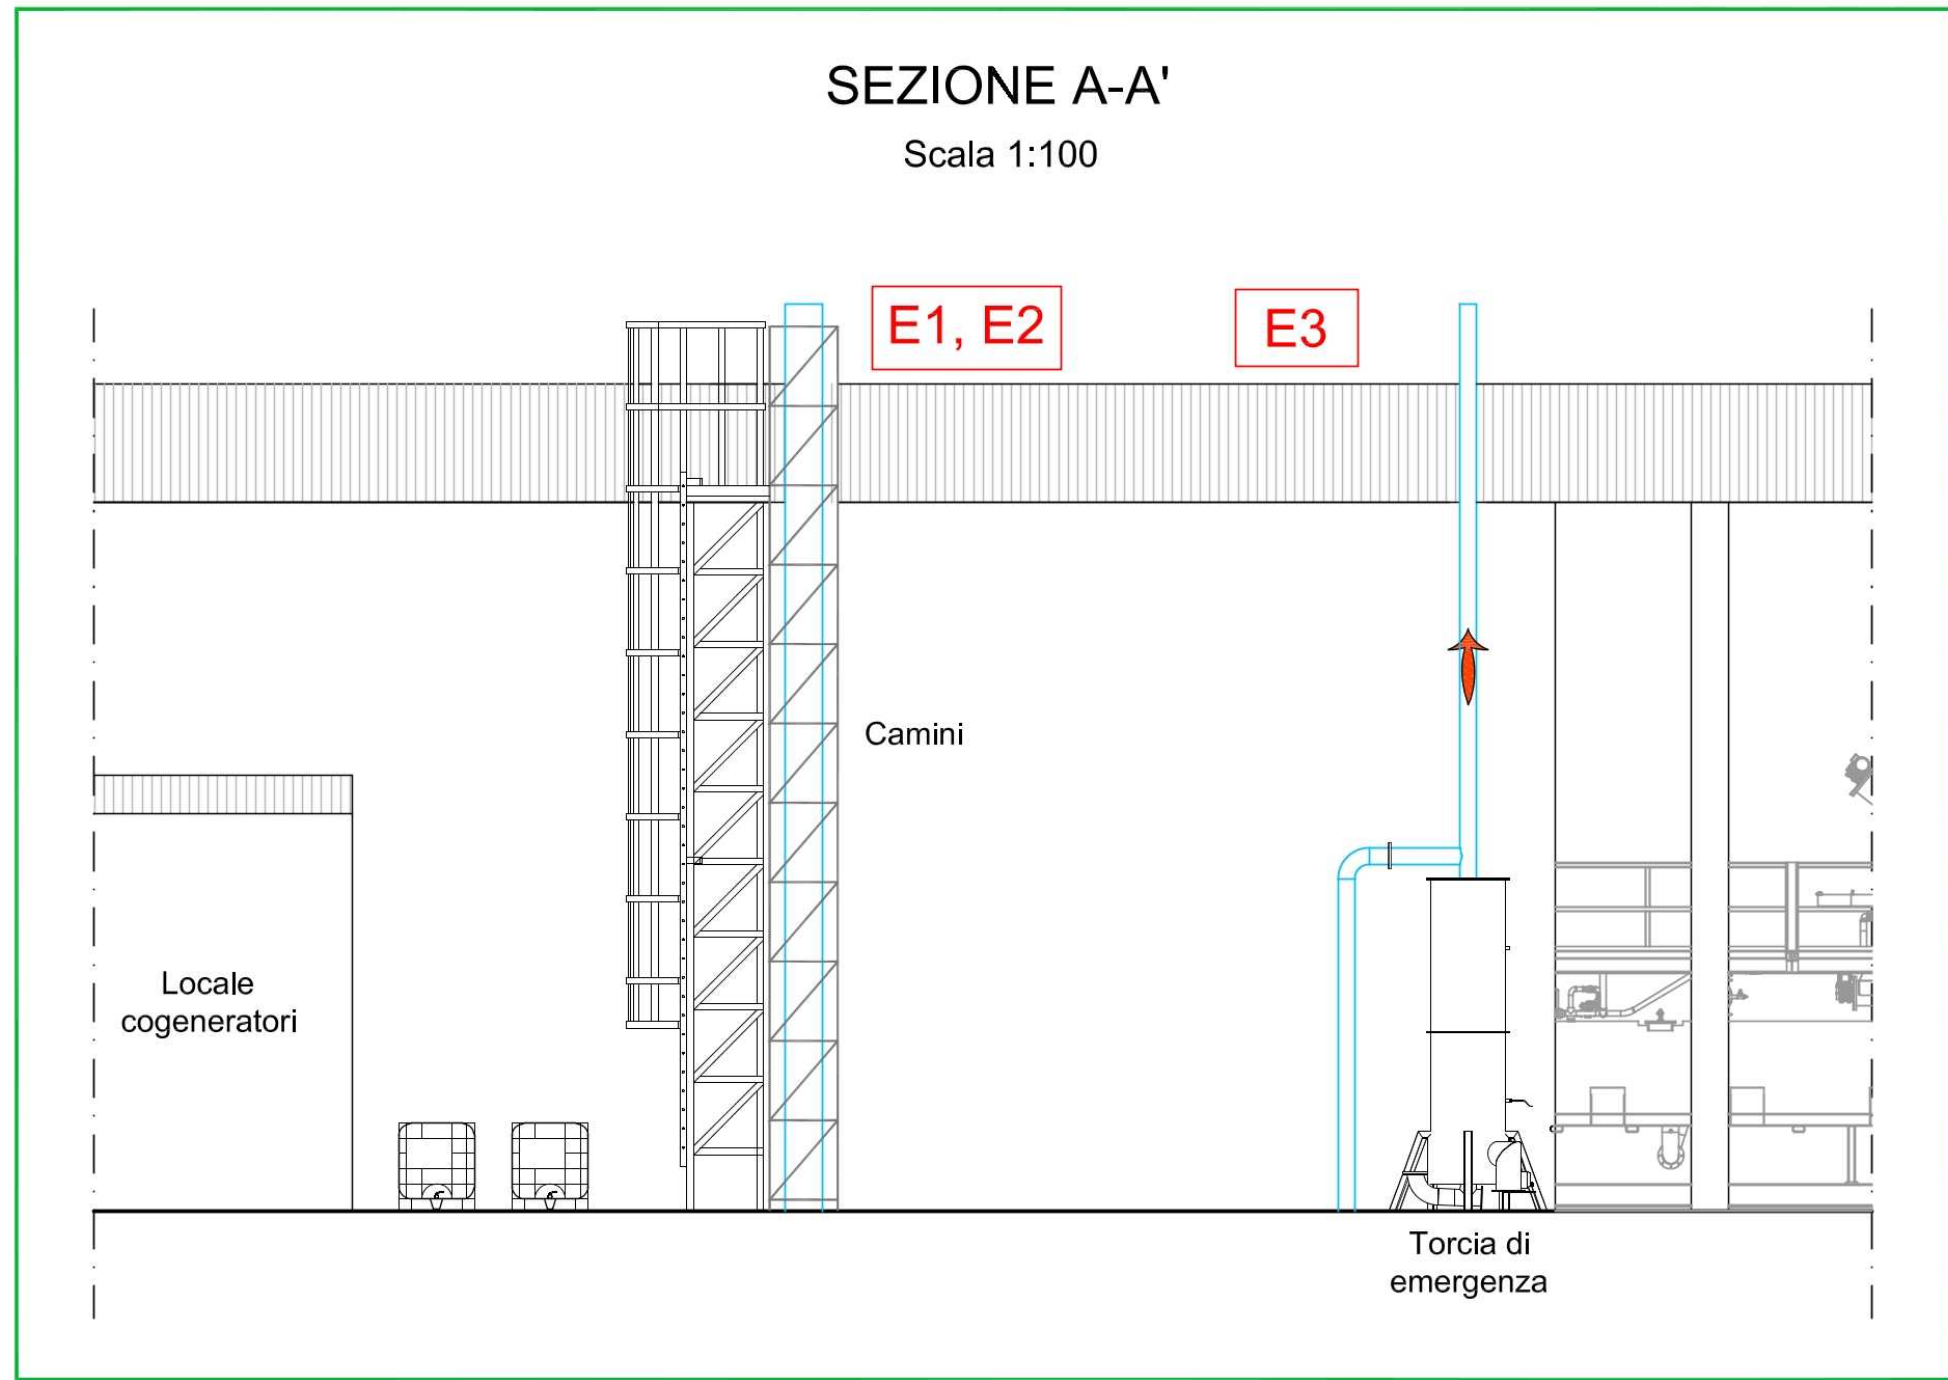 SEZIONE A-A'
Scala 1:100
E1, E2
E3
Camini
Locale
cogeneratori
Torcia di
emergenza